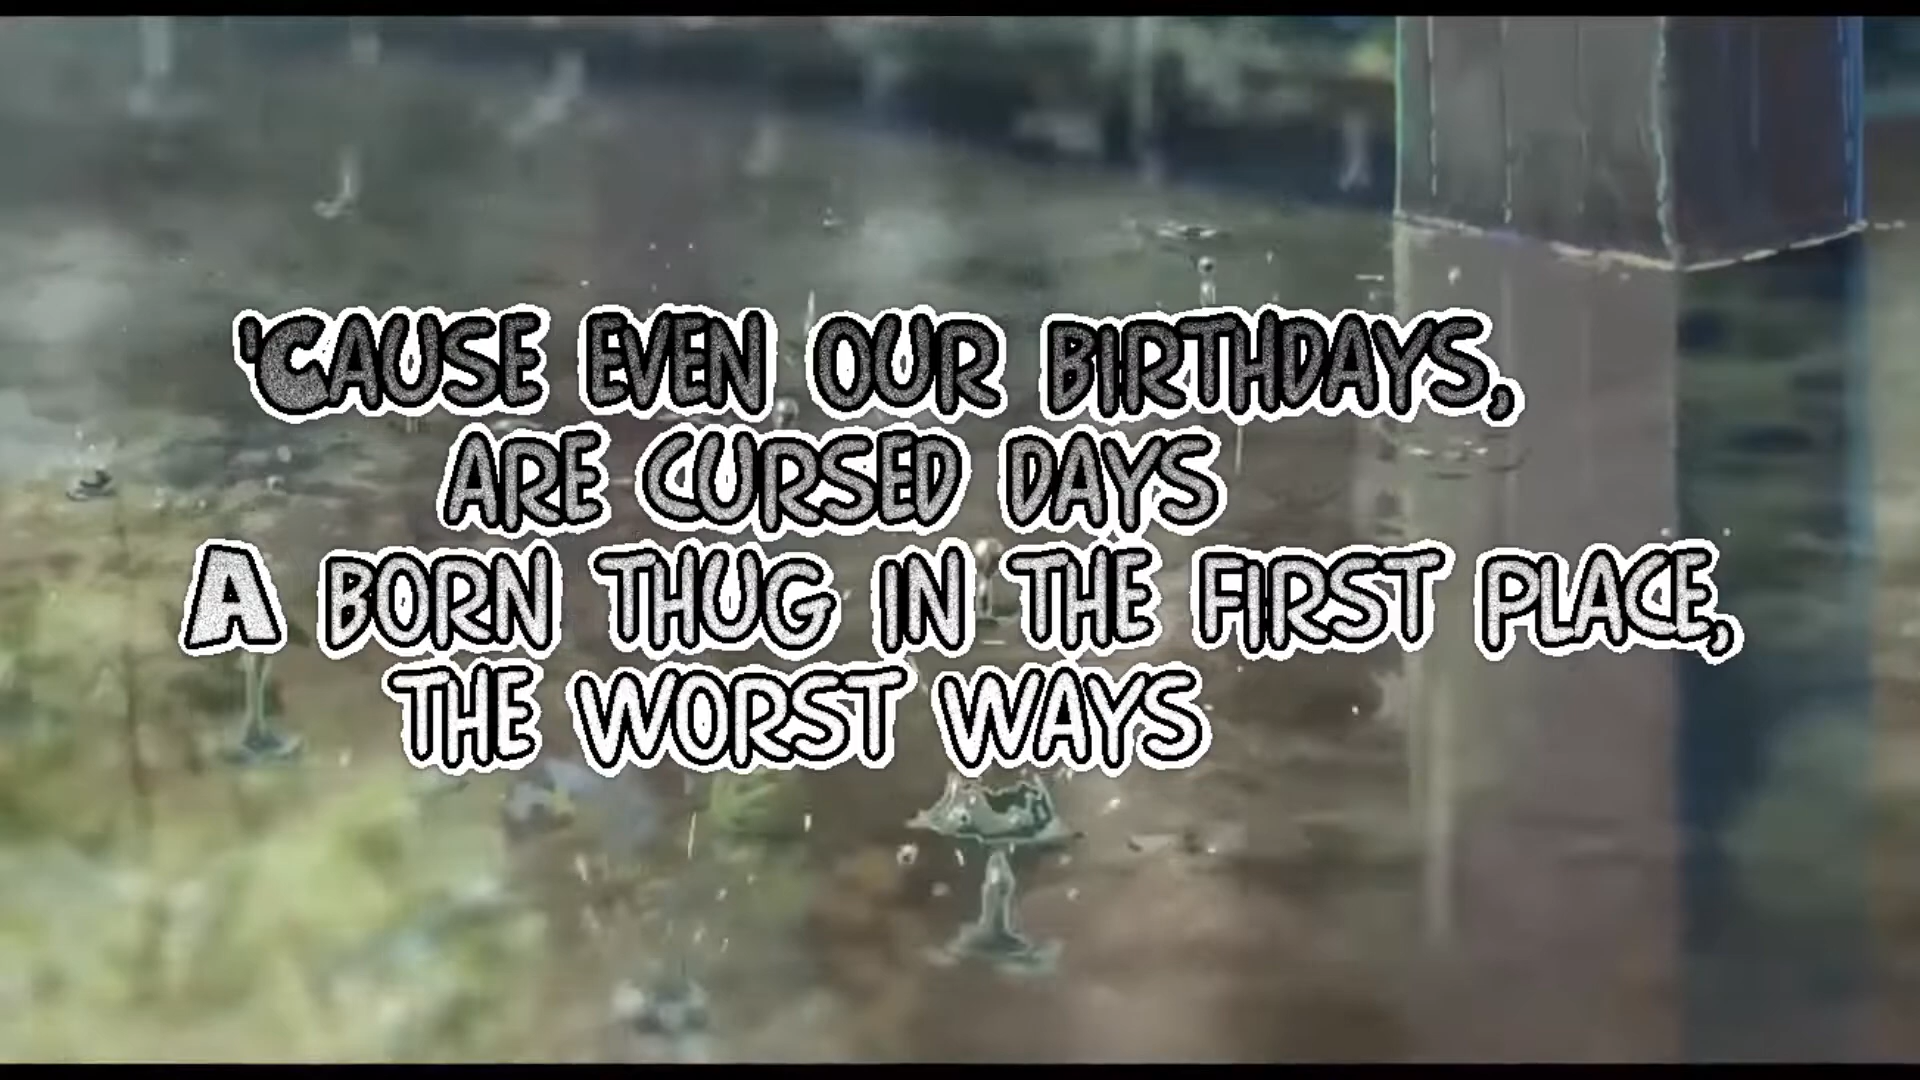 'CAUSE EVEN OUR BIRTHDAYS,
ARE CURSED DAYS
A BORN THUG IN THE FIRST PLACE,
THE WORST WAYS